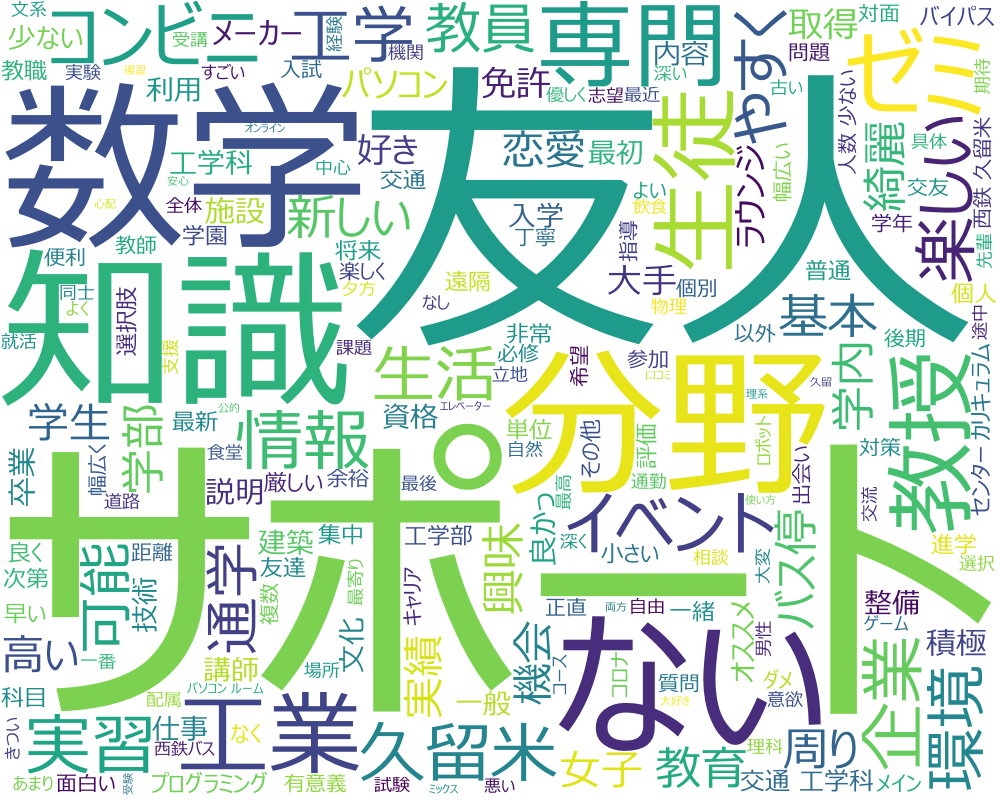 文系
コンビニ
工学
教員
専門
取得
対面
バイパス
少ない
受講
メーカー
経験
機関
内容
問題
ゼミ
教職
実験
復習
すごい
入試
パソコン
免許
深い
やすく
古い
期待
利用
優しく
志望
最近
数学
友人
オンライン
生徒
人数 少ない
楽しい
工学科
中心
好き
恋愛
最初
ラウンジ
幅広い
綺麗
具体
西鉄 久留米
安心
心配
交通
よい
交友
全体
施設
新しい
入学
飲食
学年
先輩
知識
教師
学園
将来
丁寧
指導
大手
普通
便利
楽しく
遠隔
個別
個人
同士
選択肢
夕方
なし
物理
基本
途中
よく
非常
以外
後期
就活
支援
課題
必修
希望
参加
口コミ
生活
立地
分野
久留
学内
教授
カリキュラム
学生
学部
最新
公的
エレベーター
資格
単位
理系
情報
自然
その他
評価
ロボット
対策
センター
卒業
幅広く
食堂
余裕
通勤
出会い
サポート
道路
説明
厳しい
最後
最高
使い方
交流
良く
可能
距離
建築
集中
工学部
興味
良かっ
深く
イベント
バス停
進学
次第
通学
友達
小さい
相談
大変
選択
早い
技術
複数
最寄り
キャリア
正直
両方
自由
一緒
オススメ
整備
ゲーム
高い
一番
文化
ない
男性
企業
積極
講師
場所
実績
機会
コース
コロナ
質問
ダメ
環境
科目
配属
パソコン ルーム
一般
大好き
意欲
実習
仕事
なく
工業
久留米
周り
きつい
西鉄バス
女子
教育
理科
あまり
面白い
受験
プログラミング
有意義
試験
ミックス
悪い
交通 工学科
メイン